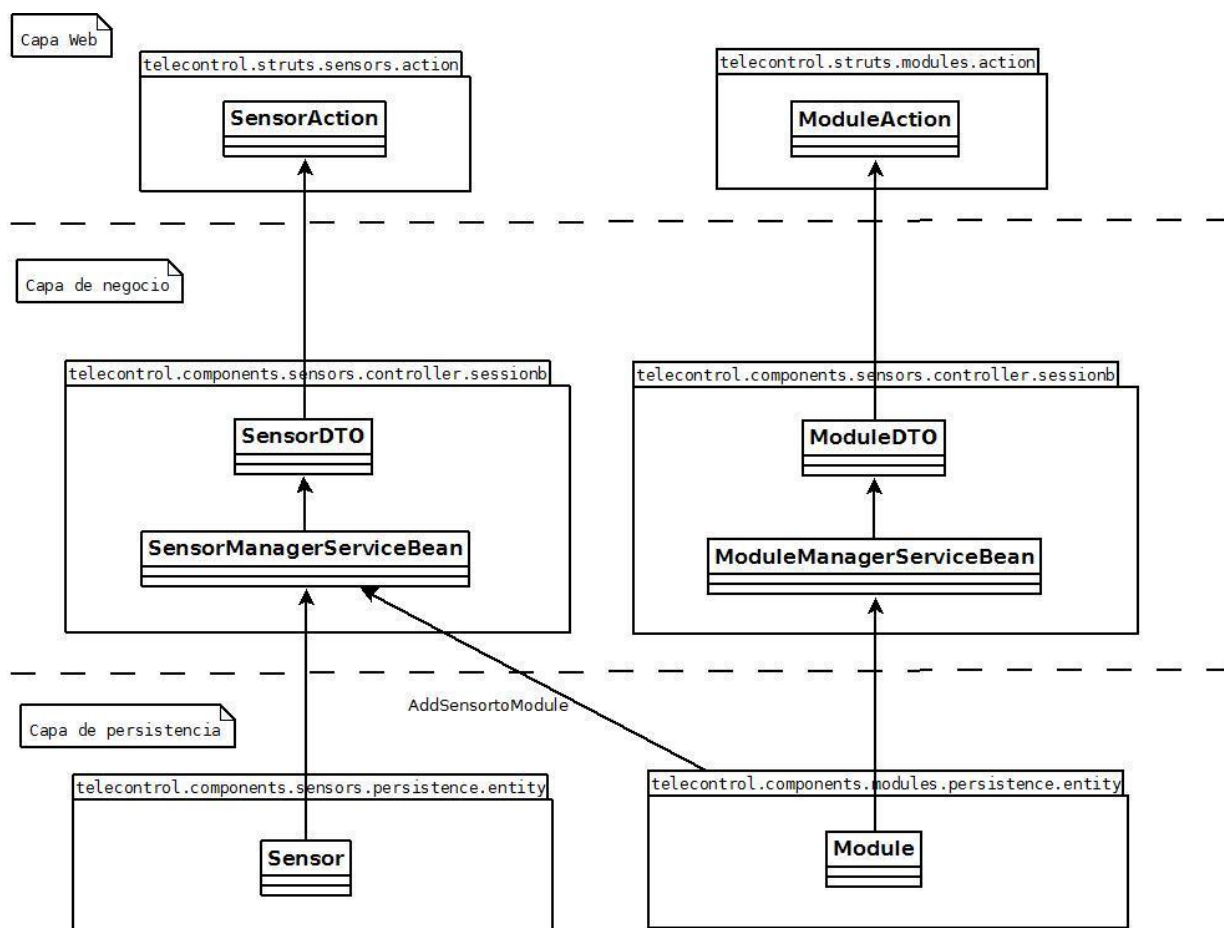 Capa Web
telecontrol.struts.sensors.action
telecontrol.struts.modules.action
SensorAction
ModuleAction
Capa de negocio
telecontrol.components.sensors.controller.sessionb
telecontrol.components.sensors.controller.sessionb
SensorDTO
ModuleDTO
SensorManagerServiceBean
ModuleManagerServiceBean
AddSensortoModule
Capa de persistencia
telecontrol.components.sensors.persistence.entity
telecontrol.components.modules.persistence.entity
Sensor
Module